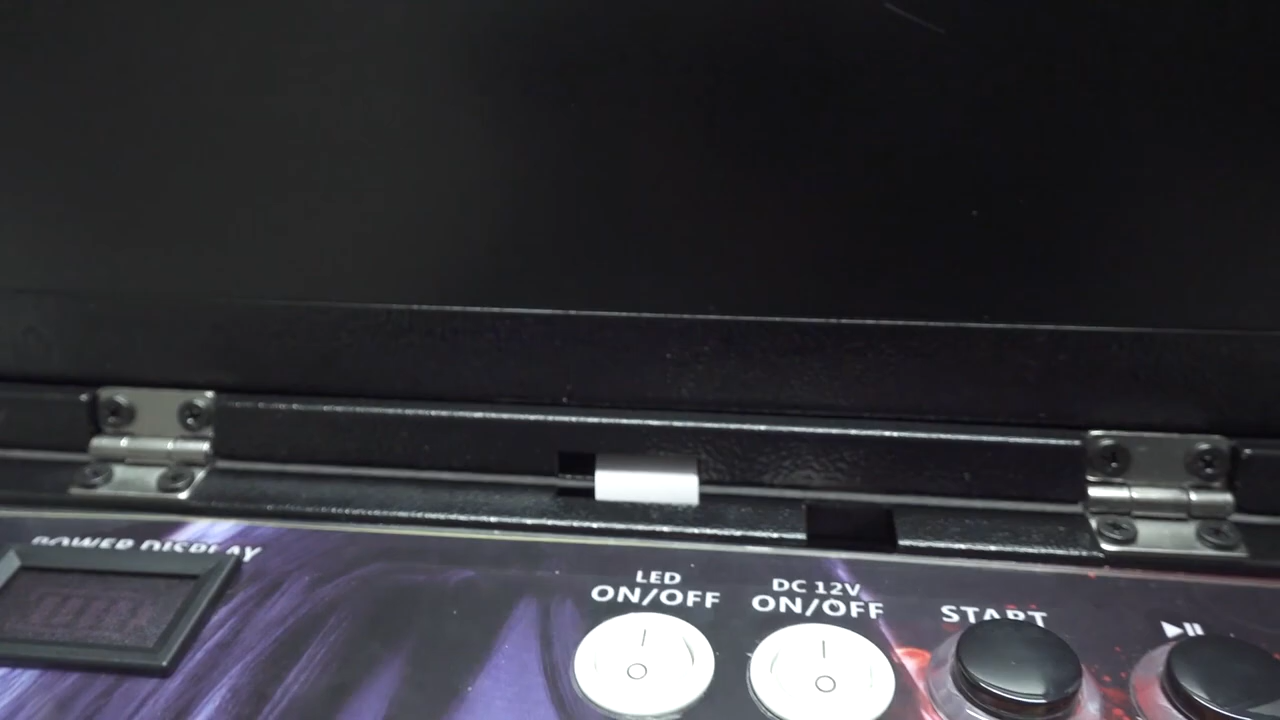 POWER DISPLAY
LED
ON/OFF
DC 12V
ON/OFF
START